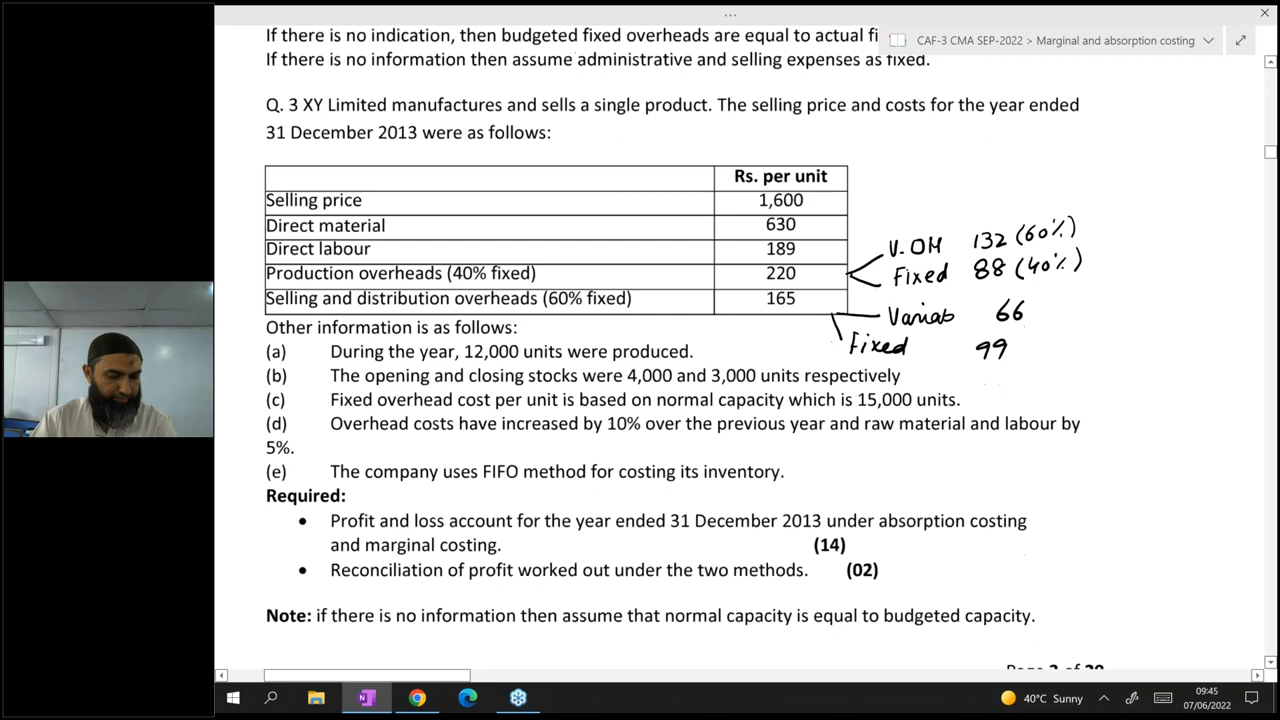 If there is no indication, then budgeted fixed overheads are equal to actual fi
CAF-3 CMA SEP-2022 > Marginal and absorption costing
If there is no information then assume administrative and selling expenses as fixed.
Q. 3 XY Limited manufactures and sells a single product. The selling price and costs for the year ended
31 December 2013 were as follows:
Rs. per unit
Selling price 1,600
Direct material 630
Direct labour 189
Production overheads (40% fixed) 220
Selling and distribution overheads (60% fixed) 165
V.OH 132 (60%)
Fixed 88 (40%)
Variab 66
Fixed 99
Other information is as follows:
(a) During the year, 12,000 units were produced.
(b) The opening and closing stocks were 4,000 and 3,000 units respectively
(c) Fixed overhead cost per unit is based on normal capacity which is 15,000 units.
(d) Overhead costs have increased by 10% over the previous year and raw material and labour by
5%.
(e) The company uses FIFO method for costing its inventory.
Required:
• Profit and loss account for the year ended 31 December 2013 under absorption costing
and marginal costing. (14)
• Reconciliation of profit worked out under the two methods. (02)
Note: if there is no information then assume that normal capacity is equal to budgeted capacity.
Page 3 of 20
40°C Sunny
09:45
07/06/2022